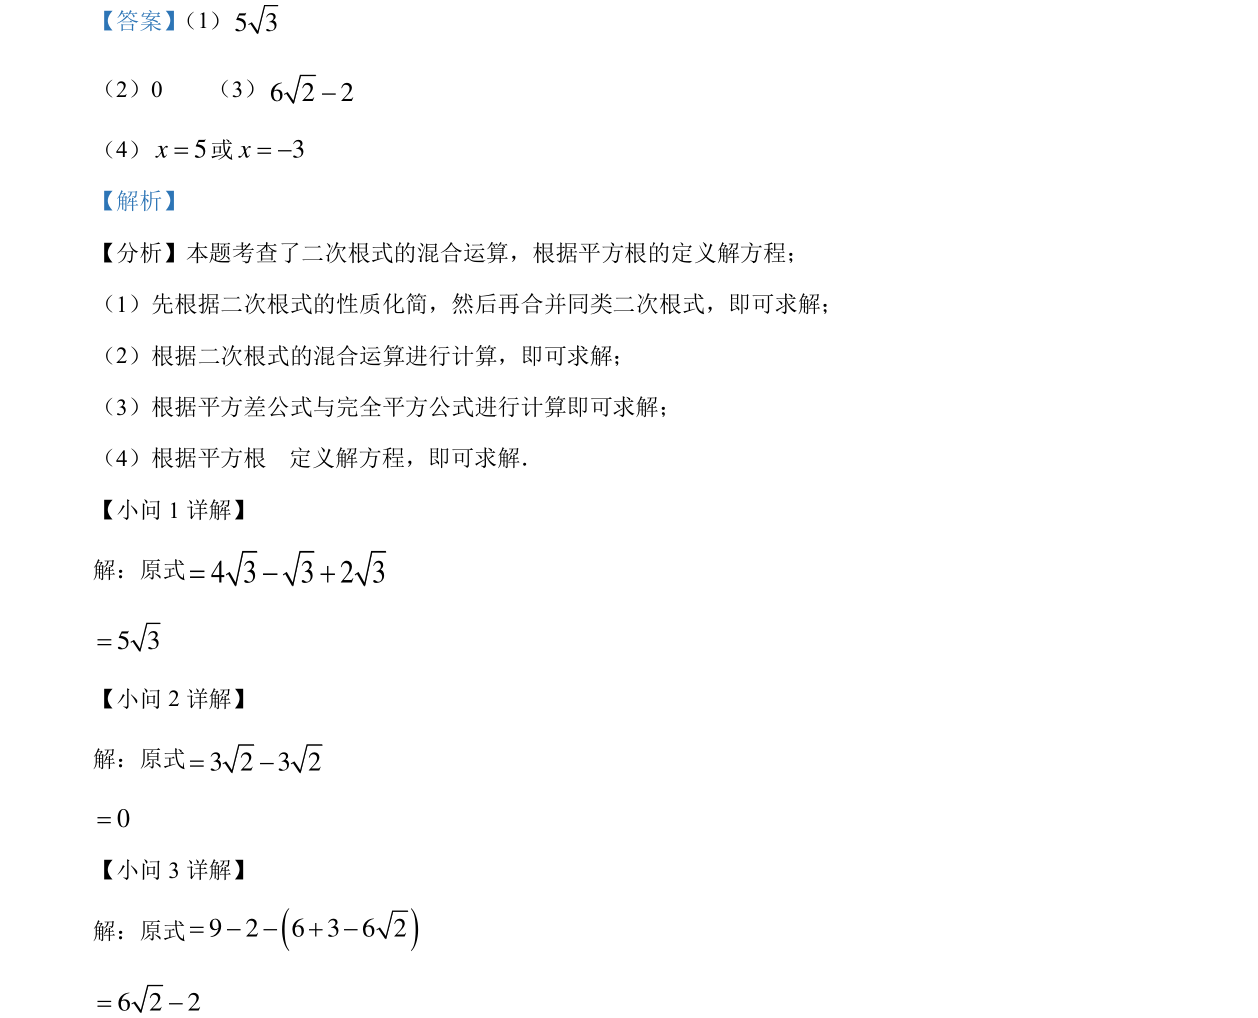 【答案】（1）5√3
（2）0 （3）6√2－2
（4）x＝5或x＝－3
【解析】
【分析】本题考查了二次根式的混合运算，根据平方根的定义解方程；
（1）先根据二次根式的性质化简，然后再合并同类二次根式，即可求解；
（2）根据二次根式的混合运算进行计算，即可求解；
（3）根据平方差公式与完全平方公式进行计算即可求解；
（4）根据平方根 定义解方程，即可求解．
【小问 1 详解】
解：原式＝4√3－√3＋2√3
＝5√3
【小问 2 详解】
解：原式＝3√2－3√2
＝0
【小问 3 详解】
解：原式＝9－2－(6＋3－6√2)
＝6√2－2